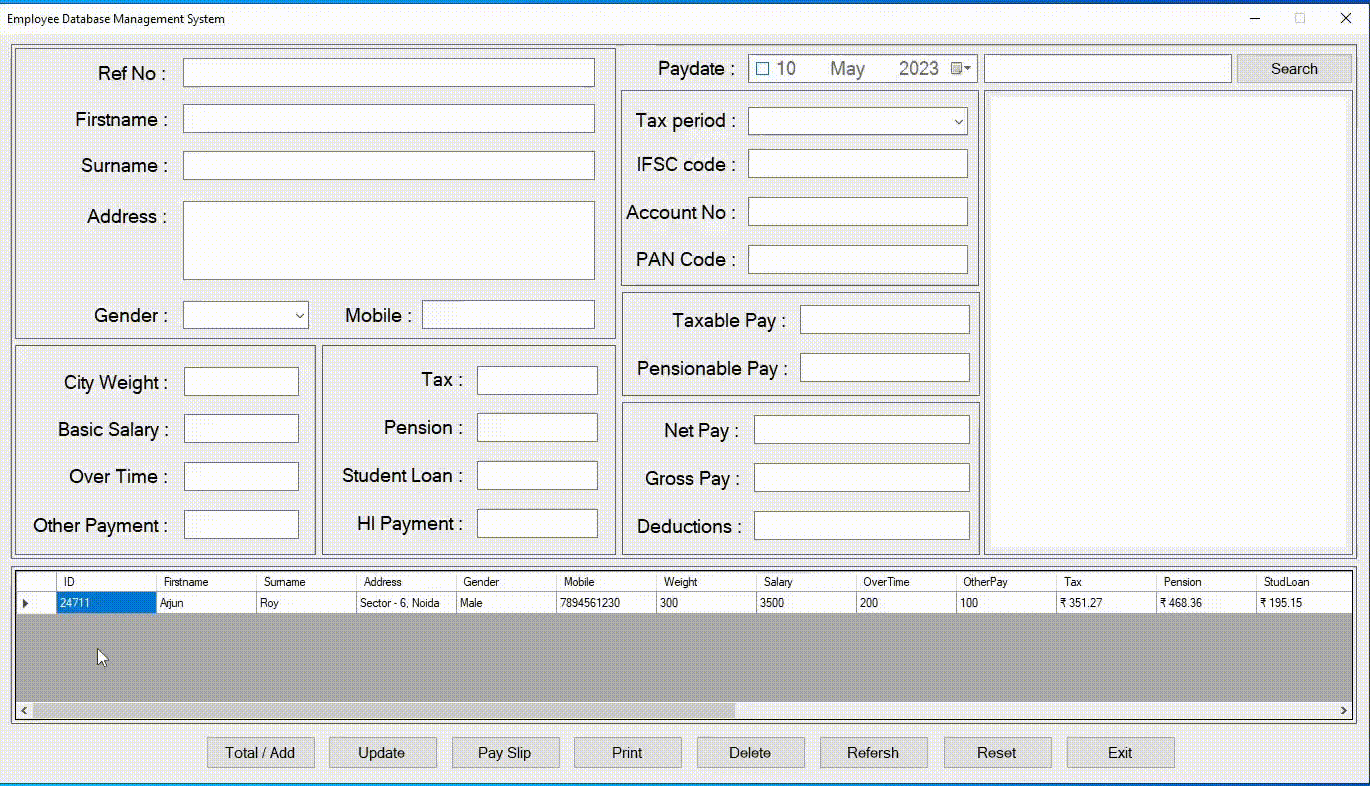 Employee Database Management System
Ref No :
Firstname :
Surname :
Address :
Gender :
Mobile :
Paydate :
10 May 2023
Search
Tax period :
IFSC code :
Account No :
PAN Code :
City Weight :
Basic Salary :
Over Time :
Other Payment :
Tax :
Pension :
Student Loan :
HI Payment :
Taxable Pay :
Pensionable Pay :
Net Pay :
Gross Pay :
Deductions :
ID Firstname Surname Address Gender Mobile Weight Salary OverTime OtherPay Tax Pension StudLoan
24711 Arjun Roy Sector - 6, Noida Male 7894561230 300 3500 200 100 ₹ 351.27 ₹ 468.36 ₹ 195.15
Total / Add Update Pay Slip Print Delete Refersh Reset Exit